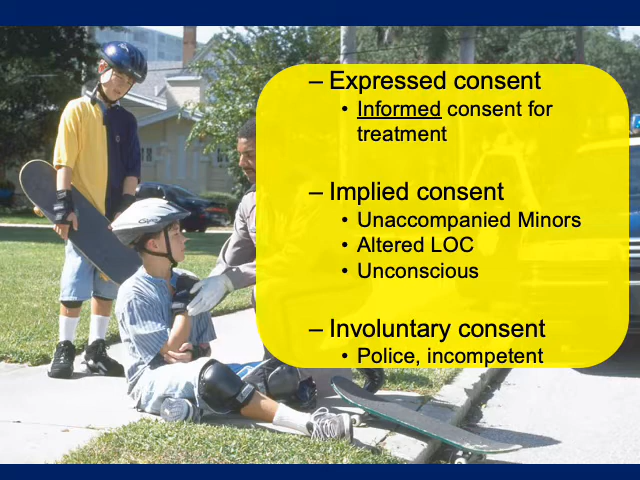 – Expressed consent
• Informed consent for
treatment
– Implied consent
• Unaccompanied Minors
• Altered LOC
• Unconscious
– Involuntary consent
• Police, incompetent